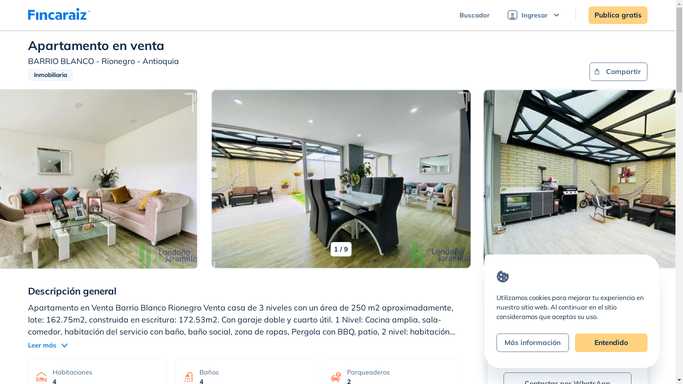 Fincaraiz
Buscador
Ingresar
Publica gratis
Apartamento en venta
BARRIO BLANCO - Rionegro - Antioquia
Inmobiliaria
Compartir
1 / 9
Londoño
Jaramillo
Londoño
Jaramillo
Descripción general
Apartamento en Venta Barrio Blanco Rionegro Venta casa de 3 niveles con un área de 250 m2 aproximadamente,
lote: 162.75m2, construida en escritura: 172.53m2. Con garaje doble y cuarto útil. 1 Nivel: Cocina amplia, sala-
comedor, habitación del servicio con baño, baño social, zona de ropas, Pergola con BBQ, patio, 2 nivel: habitación...
Leer más
Habitaciones
4
Baños
4
Parqueaderos
2
Utilizamos cookies para mejorar tu experiencia en
nuestro sitio web. Al continuar en el sitio
consideramos que aceptas su uso.
Más información
Entendido
Contactar por WhatsApp